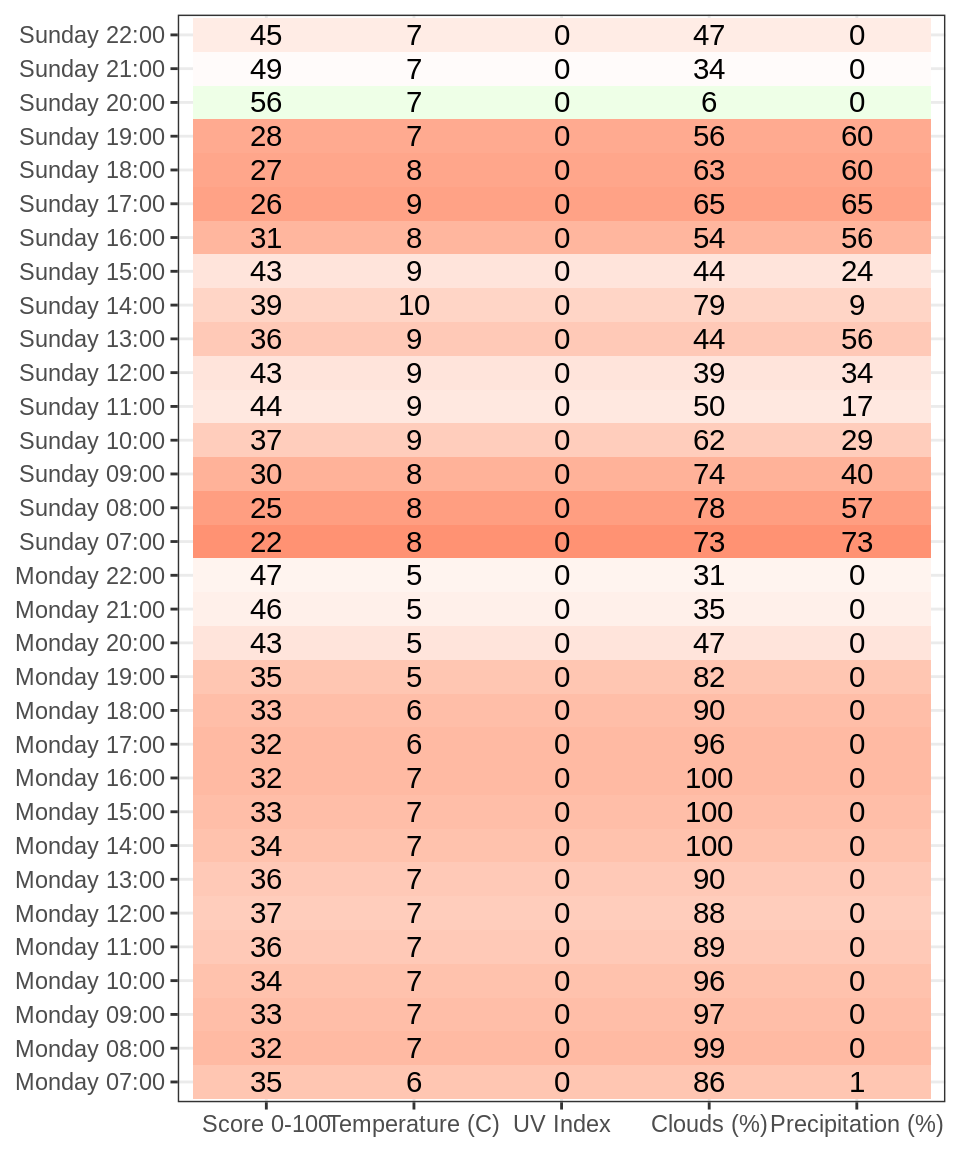 Sunday 22:00 45 7 0 47 0
Sunday 21:00 49 7 0 34 0
Sunday 20:00 56 7 0 6 0
Sunday 19:00 28 7 0 56 60
Sunday 18:00 27 8 0 63 60
Sunday 17:00 26 9 0 65 65
Sunday 16:00 31 8 0 54 56
Sunday 15:00 43 9 0 44 24
Sunday 14:00 39 10 0 79 9
Sunday 13:00 36 9 0 44 56
Sunday 12:00 43 9 0 39 34
Sunday 11:00 44 9 0 50 17
Sunday 10:00 37 9 0 62 29
Sunday 09:00 30 8 0 74 40
Sunday 08:00 25 8 0 78 57
Sunday 07:00 22 8 0 73 73
Monday 22:00 47 5 0 31 0
Monday 21:00 46 5 0 35 0
Monday 20:00 43 5 0 47 0
Monday 19:00 35 5 0 82 0
Monday 18:00 33 6 0 90 0
Monday 17:00 32 6 0 96 0
Monday 16:00 32 7 0 100 0
Monday 15:00 33 7 0 100 0
Monday 14:00 34 7 0 100 0
Monday 13:00 36 7 0 90 0
Monday 12:00 37 7 0 88 0
Monday 11:00 36 7 0 89 0
Monday 10:00 34 7 0 96 0
Monday 09:00 33 7 0 97 0
Monday 08:00 32 7 0 99 0
Monday 07:00 35 6 0 86 1
Score 0-100 Temperature (C) UV Index Clouds (%) Precipitation (%)